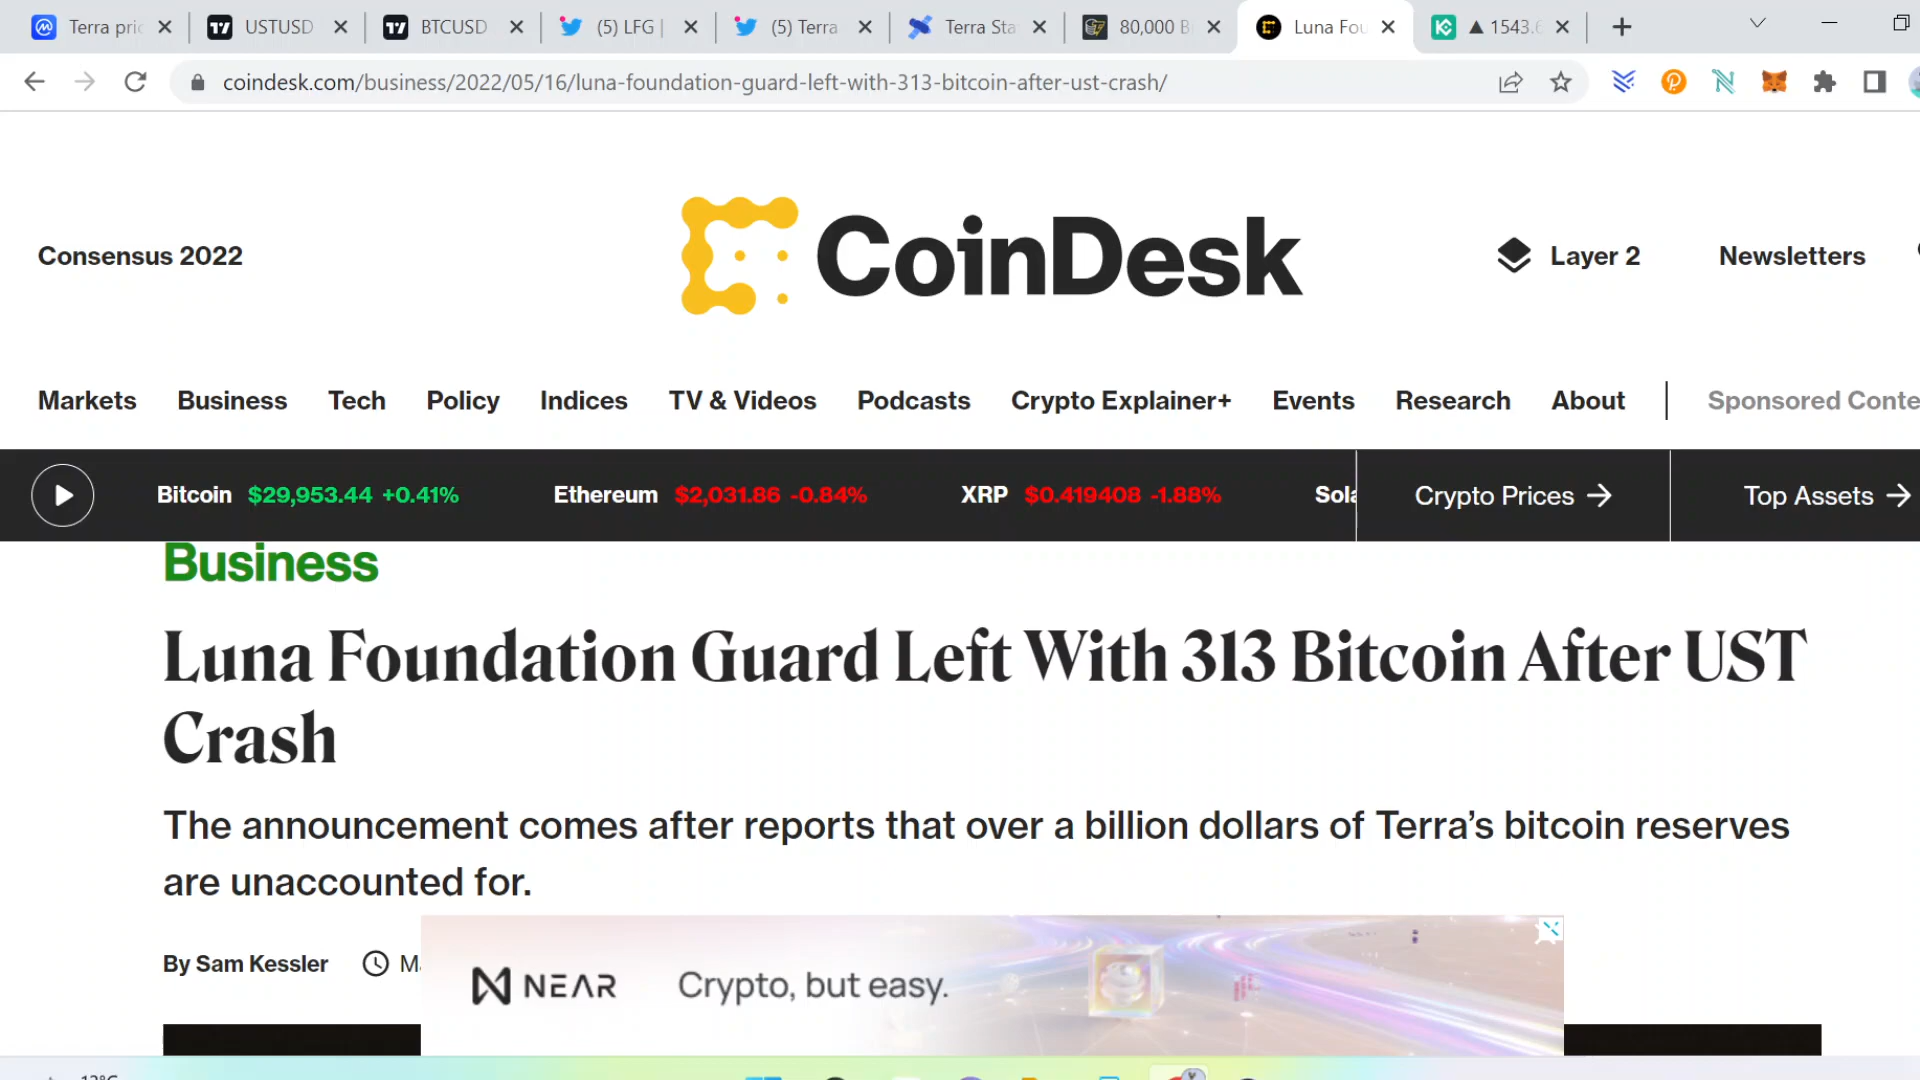 Terra pric
USTUSD
BTCUSD
(5) LFG |
(5) Terra
Terra Sta
80,000 B
Luna Fou
▲ 1543.6
coindesk.com/business/2022/05/16/luna-foundation-guard-left-with-313-bitcoin-after-ust-crash/
Consensus 2022
CoinDesk
Layer 2
Newsletters
Markets Business Tech Policy Indices TV & Videos Podcasts Crypto Explainer+ Events Research About Sponsored Conte
Bitcoin $29,953.44 +0.41% Ethereum $2,031.86 -0.84% XRP $0.419408 -1.88% Sola Crypto Prices → Top Assets →
Business
Luna Foundation Guard Left With 313 Bitcoin After UST
Crash
The announcement comes after reports that over a billion dollars of Terra’s bitcoin reserves
are unaccounted for.
By Sam Kessler
NEAR Crypto, but easy.